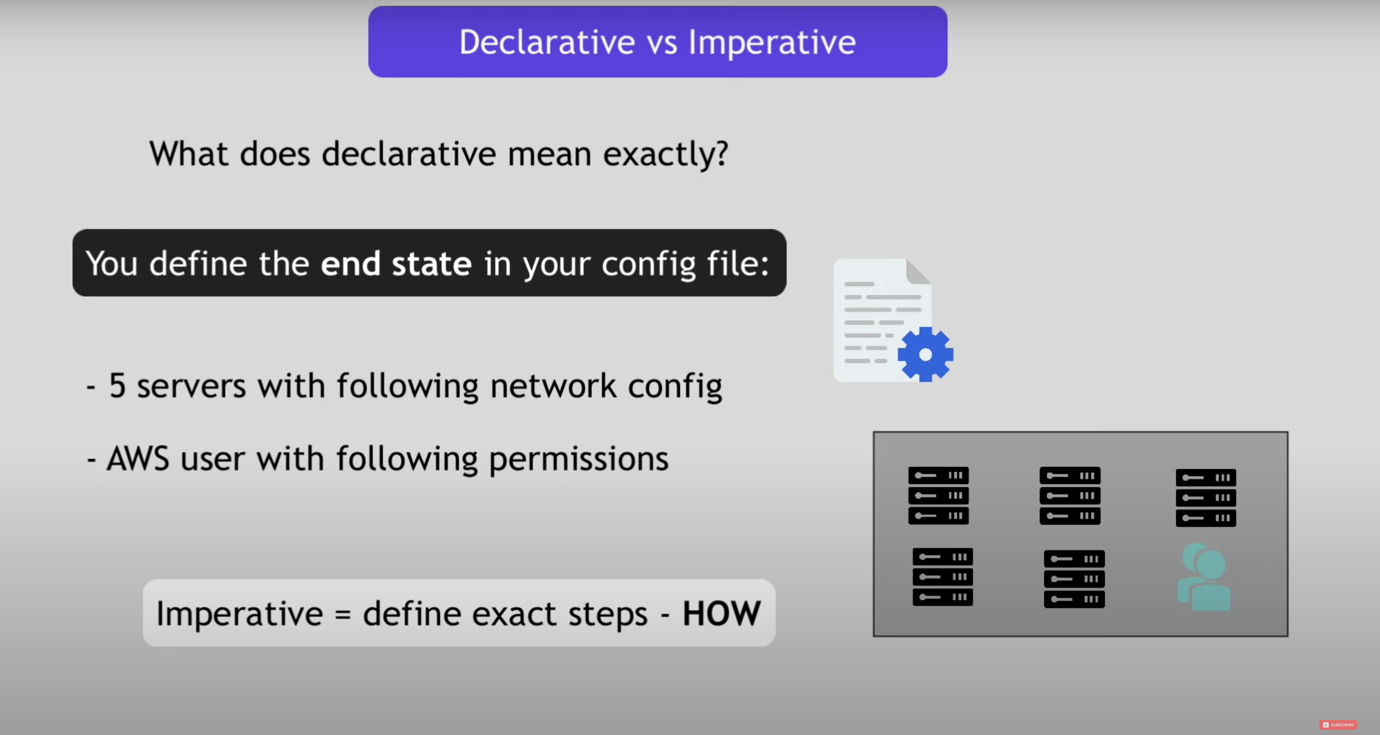 Declarative vs Imperative
What does declarative mean exactly?
You define the end state in your config file:
- 5 servers with following network config
- AWS user with following permissions
Imperative = define exact steps - HOW
SUBSCRIBE